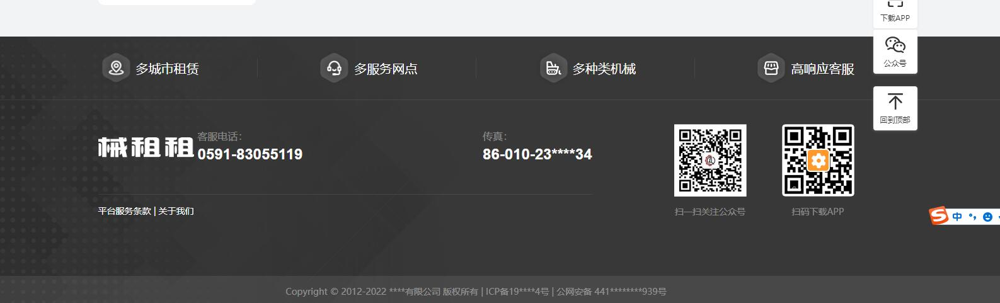 下载APP
公众号
多城市租赁
多服务网点
多种类机械
高响应客服
回到顶部
械租租
客服电话:
0591-83055119
传真:
86-010-23****34
扫一扫关注公众号
扫码下载APP
平台服务条款 | 关于我们
中
Copyright © 2012-2022 ****有限公司 版权所有 | ICP备19****4号 | 公网安备 441********939号